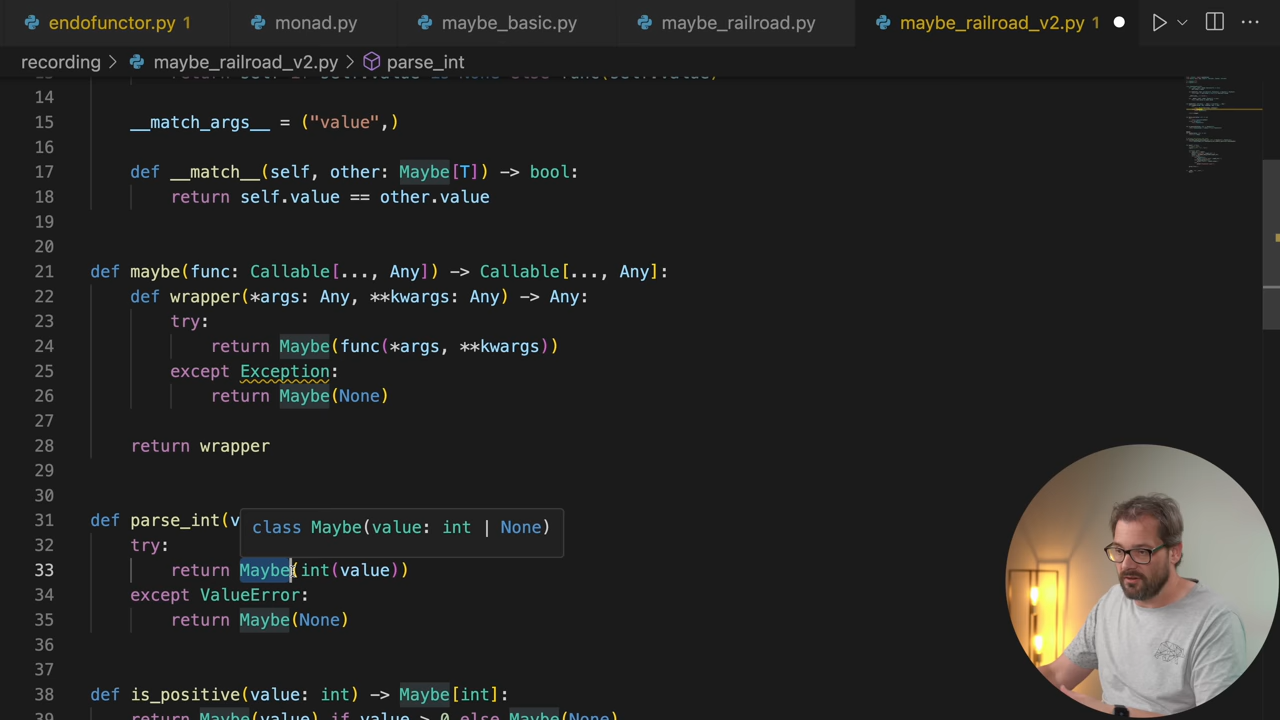 endofunctor.py 1 monad.py maybe_basic.py maybe_railroad.py maybe_railroad_v2.py 1
recording > maybe_railroad_v2.py > parse_int
14
15 __match_args__ = ("value",)
16
17 def __match__(self, other: Maybe[T]) -> bool:
18 return self.value == other.value
19
20
21 def maybe(func: Callable[..., Any]) -> Callable[..., Any]:
22 def wrapper(*args: Any, **kwargs: Any) -> Any:
23 try:
24 return Maybe(func(*args, **kwargs))
25 except Exception:
26 return Maybe(None)
27
28 return wrapper
29
30
31 def parse_int(v
class Maybe(value: int | None)
32 try:
33 return Maybe(int(value))
34 except ValueError:
35 return Maybe(None)
36
37
38 def is_positive(value: int) -> Maybe[int]:
39 return Maybe(value) if value > 0 else Maybe(None)